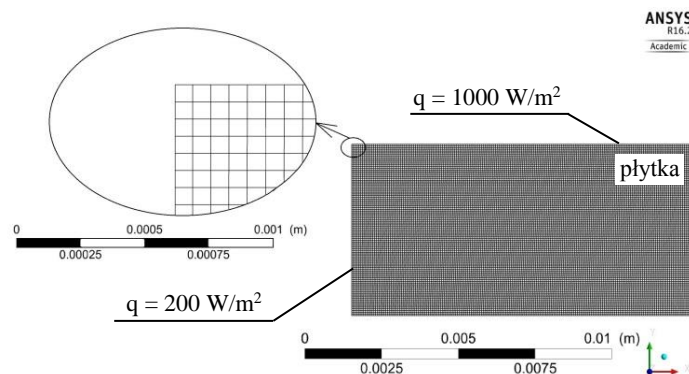 ANSYS
R16.2
Academic
q = 1000 W/m²
płytka
0 0.0005 0.001 (m)
0.00025 0.00075
q = 200 W/m²
0 0.005 0.01 (m)
0.0025 0.0075
Y
X